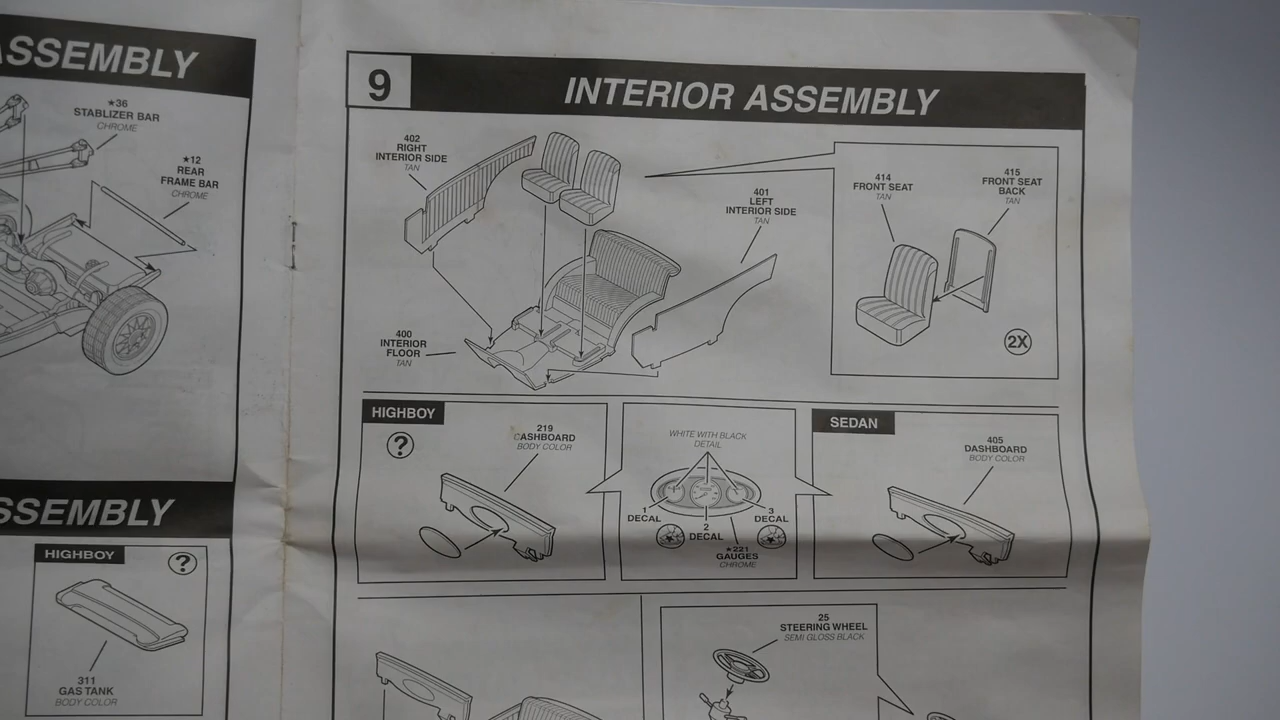 ASSEMBLY
★36
STABLIZER BAR
CHROME
★12
REAR
FRAME BAR
CHROME
SSEMBLY
HIGHBOY
?
311
GAS TANK
BODY COLOR
9
INTERIOR ASSEMBLY
402
RIGHT
INTERIOR SIDE
TAN
401
LEFT
INTERIOR SIDE
TAN
400
INTERIOR
FLOOR
TAN
414
FRONT SEAT
TAN
415
FRONT SEAT
BACK
TAN
2X
HIGHBOY
?
219
DASHBOARD
BODY COLOR
WHITE WITH BLACK
DETAIL
1
DECAL
2
DECAL
3
DECAL
★221
GAUGES
CHROME
SEDAN
405
DASHBOARD
BODY COLOR
25
STEERING WHEEL
SEMI GLOSS BLACK